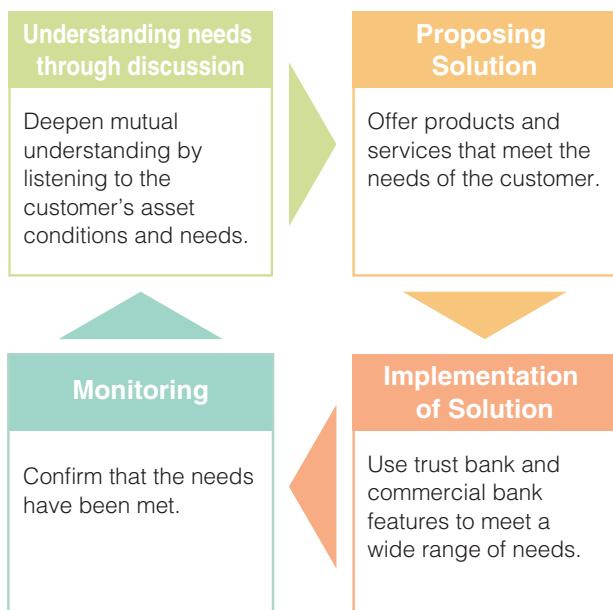 Understanding needs
through discussion
Deepen mutual
understanding by
listening to the
customer's asset
conditions and needs.
Proposing
Solution
Offer products and
services that meet the
needs of the customer.
Implementation
of Solution
Use trust bank and
commercial bank
features to meet a
wide range of needs.
Monitoring
Confirm that the needs
have been met.